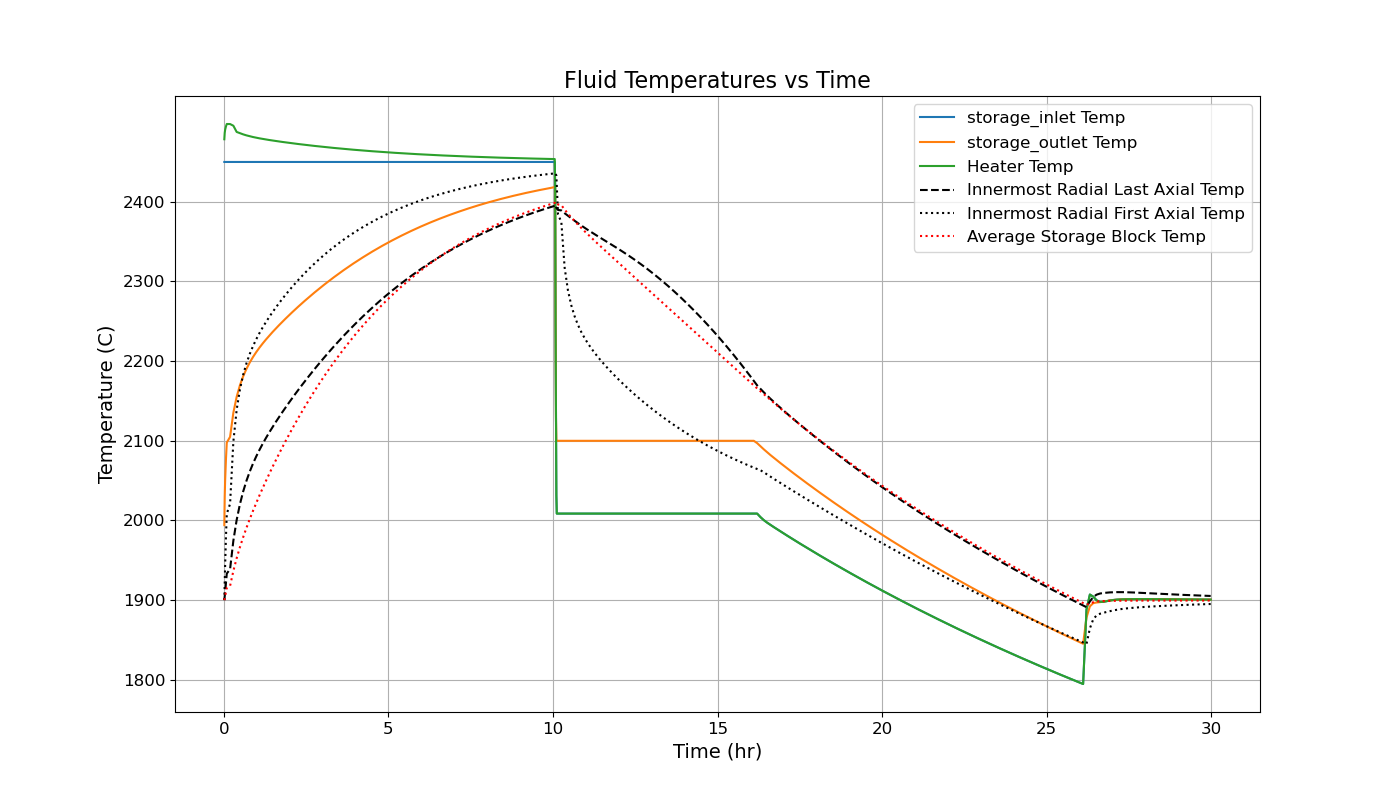 Fluid Temperatures vs Time
storage_inlet Temp
storage_outlet Temp
Heater Temp
Innermost Radial Last Axial Temp
Innermost Radial First Axial Temp
Average Storage Block Temp
Temperature (C)
2400
2300
2200
2100
2000
1900
1800
0 5 10 15 20 25 30
Time (hr)